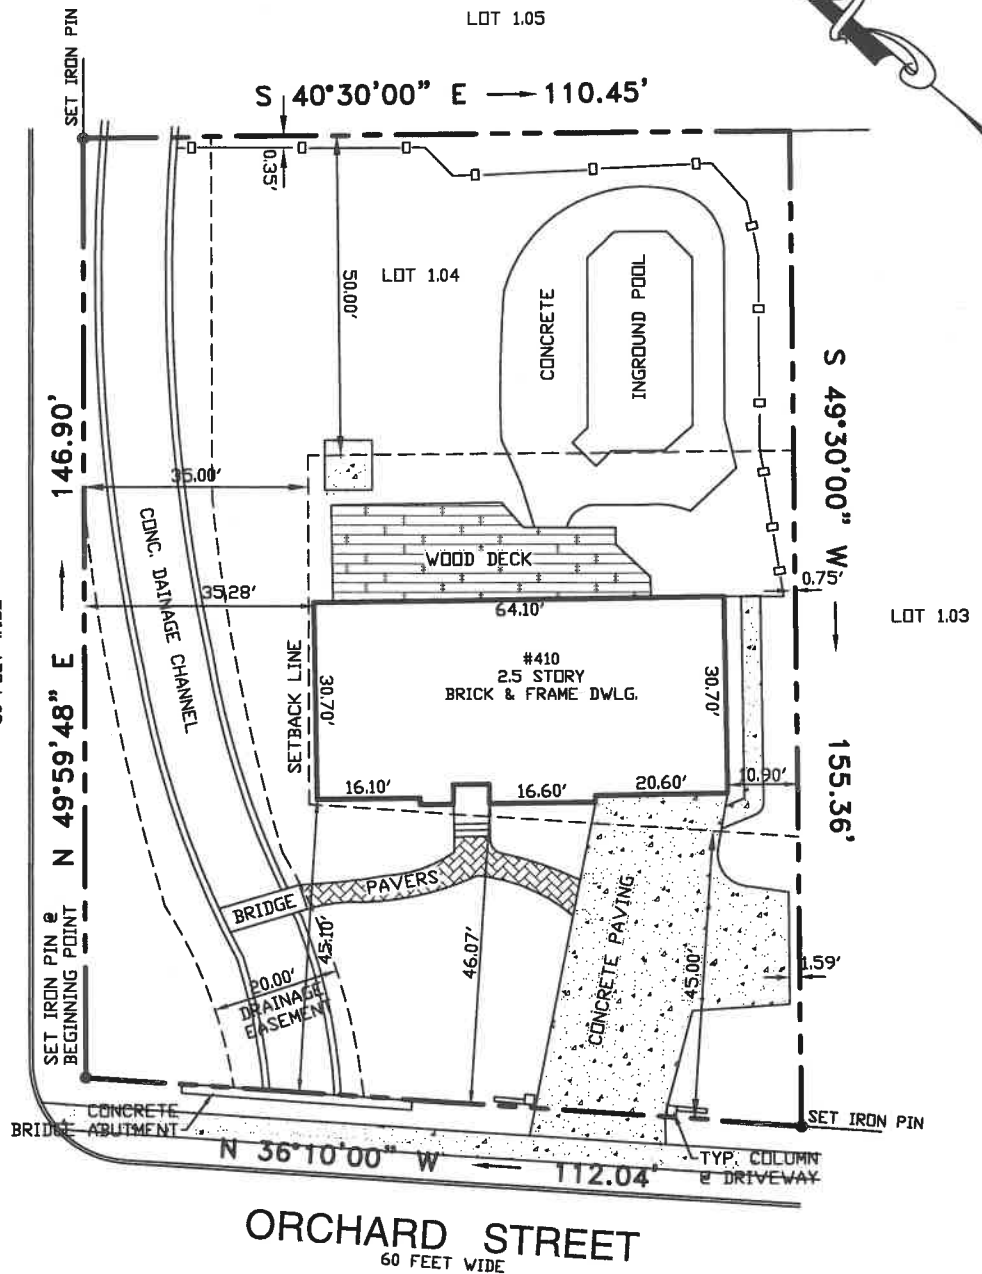 LOT 1.05
SET IRON PIN
S 40°30'00" E 110.45'
0.35'
50.00'
LOT 1.04
CONCRETE
INGROUND POOL
S 49°30'00" W
155.36'
146.90'
N 49°59'48" E
35.00'
CONC. DAINAGE CHANNEL
WOOD DECK
0.75'
35.28'
64.10'
LOT 1.03
SETBACK LINE
#410
2.5 STORY
BRICK & FRAME DWLG.
30.70'
30.70'
16.10'
16.60'
20.60'
10.90'
PAVERS
BRIDGE
SET IRON PIN @
BEGINNING POINT
45.10'
46.07'
CONCRETE PAVING
45.00'
1.59'
20.00'
DRAINAGE
EASEMENT
CONCRETE
BRIDGE ABUTMENT
SET IRON PIN
N 36°10'00" W 112.04'
TYP. COLUMN
@ DRIVEWAY
ORCHARD STREET
60 FEET WIDE